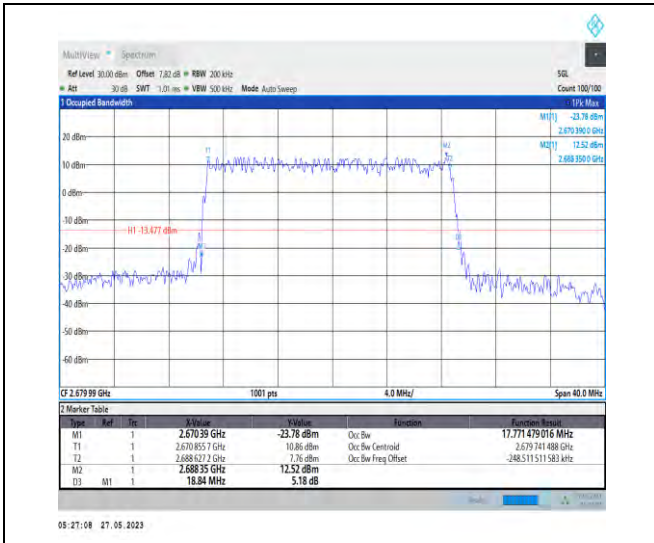 MultiView Spectrum
Ref Level 30.00 dBm Offset 7.82 dB RBW 200 kHz SGL
Att 30 dB SWT 1.01 ms VBW 500 kHz Mode Auto Sweep Count 100/100
1 Occupied Bandwidth 1Pk Max
M1[1] -23.78 dBm
2.670 390 0 GHz
M2[1] 12.52 dBm
2.688 350 0 GHz
20 dBm
M2
T1
T2
10 dBm
0 dBm
-10 dBm
H1 -13.477 dBm
D3
-20 dBm
-30 dBm
-40 dBm
-50 dBm
-60 dBm
CF 2.679 99 GHz 1001 pts 4.0 MHz/ Span 40.0 MHz
2 Marker Table
Type Ref Trc X-Value Y-Value Function Function Result
M1 1 2.670 39 GHz -23.78 dBm Occ Bw 17.771 479 016 MHz
T1 1 2.670 855 7 GHz 10.86 dBm Occ Bw Centroid 2.679 741 488 GHz
T2 1 2.688 627 2 GHz 7.76 dBm Occ Bw Freq Offset -248.511 511 583 kHz
M2 1 2.688 35 GHz 12.52 dBm
D3 M1 1 18.84 MHz 5.18 dB
05:27:08 27.05.2023